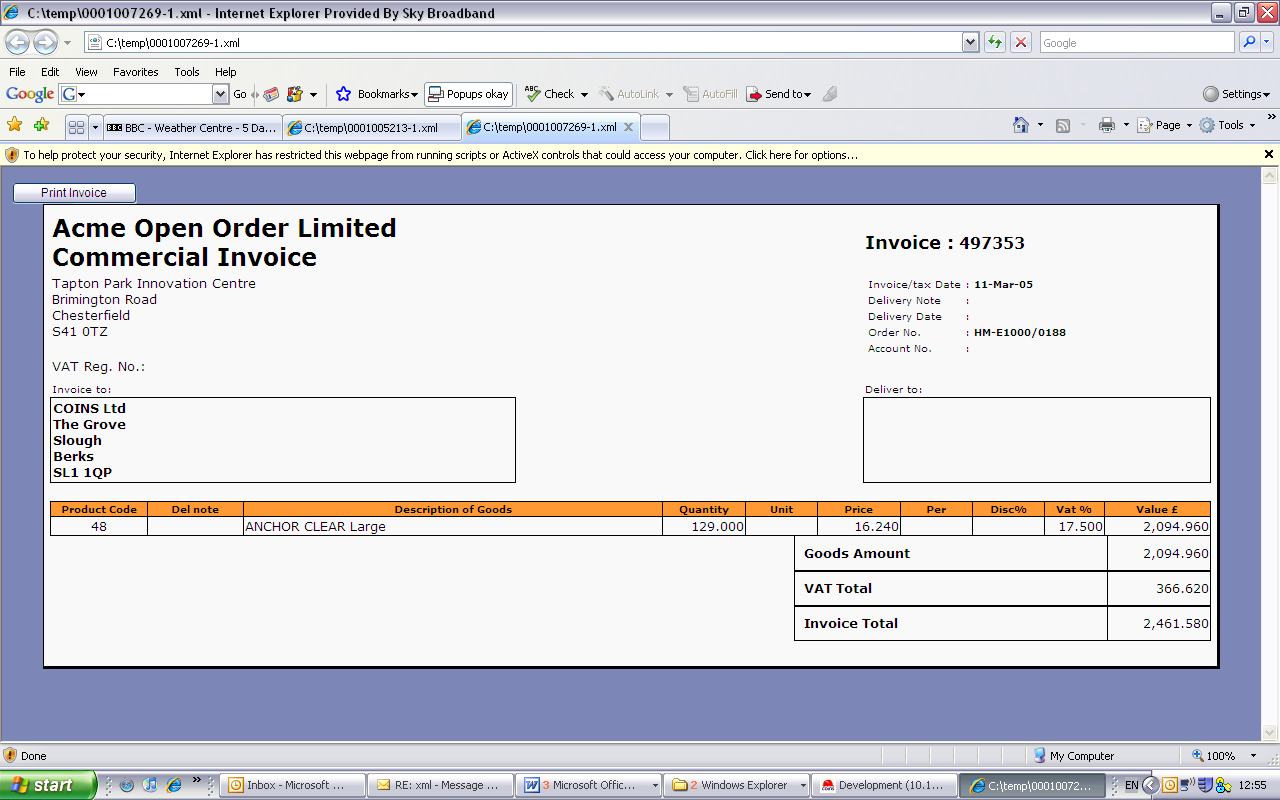 C:\temp\0001007269-1.xml - Internet Explorer Provided By Sky Broadband
C:\temp\0001007269-1.xml
Google
File Edit View Favorites Tools Help
Google G Go Bookmarks Popups okay ABC Check AutoLink AutoFill Send to Settings
BBC - Weather Centre - 5 Da... C:\temp\0001005213-1.xml C:\temp\0001007269-1.xml Page Tools
To help protect your security, Internet Explorer has restricted this webpage from running scripts or ActiveX controls that could access your computer. Click here for options...
Print Invoice
Acme Open Order Limited
Commercial Invoice
Invoice : 497353
Tapton Park Innovation Centre
Brimington Road
Chesterfield
S41 0TZ
VAT Reg. No.:
Invoice/tax Date : 11-Mar-05
Delivery Note :
Delivery Date :
Order No. : HM-E1000/0188
Account No. :
Invoice to:
COINS Ltd
The Grove
Slough
Berks
SL1 1QP
Deliver to:
Product Code Del note Description of Goods Quantity Unit Price Per Disc% Vat % Value £
48 ANCHOR CLEAR Large 129.000 16.240 17.500 2,094.960
Goods Amount 2,094.960
VAT Total 366.620
Invoice Total 2,461.580
Done My Computer 100%
start Inbox - Microsoft ... RE: xml - Message ... 3 Microsoft Offic... 2 Windows Explorer Development (10.1... C:\temp\00010072... EN 12:55